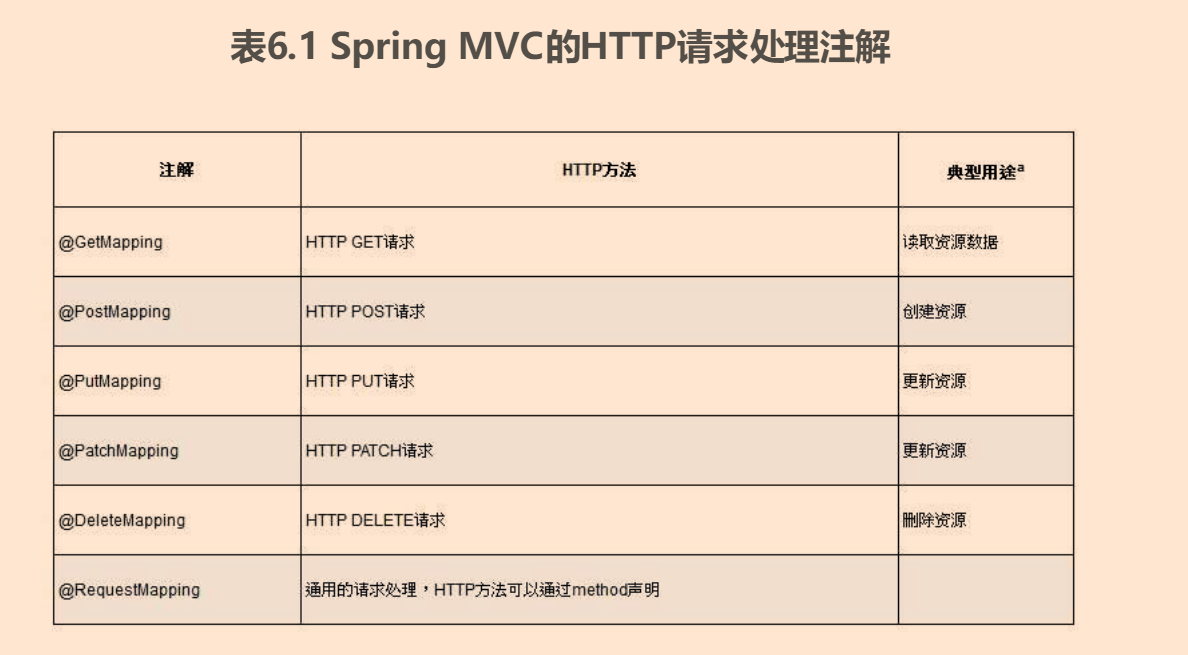 表6.1 Spring MVC的HTTP请求处理注解
注解 HTTP方法 典型用途a
@GetMapping HTTP GET请求 读取资源数据
@PostMapping HTTP POST请求 创建资源
@PutMapping HTTP PUT请求 更新资源
@PatchMapping HTTP PATCH请求 更新资源
@DeleteMapping HTTP DELETE请求 删除资源
@RequestMapping 通用的请求处理，HTTP方法可以通过method声明